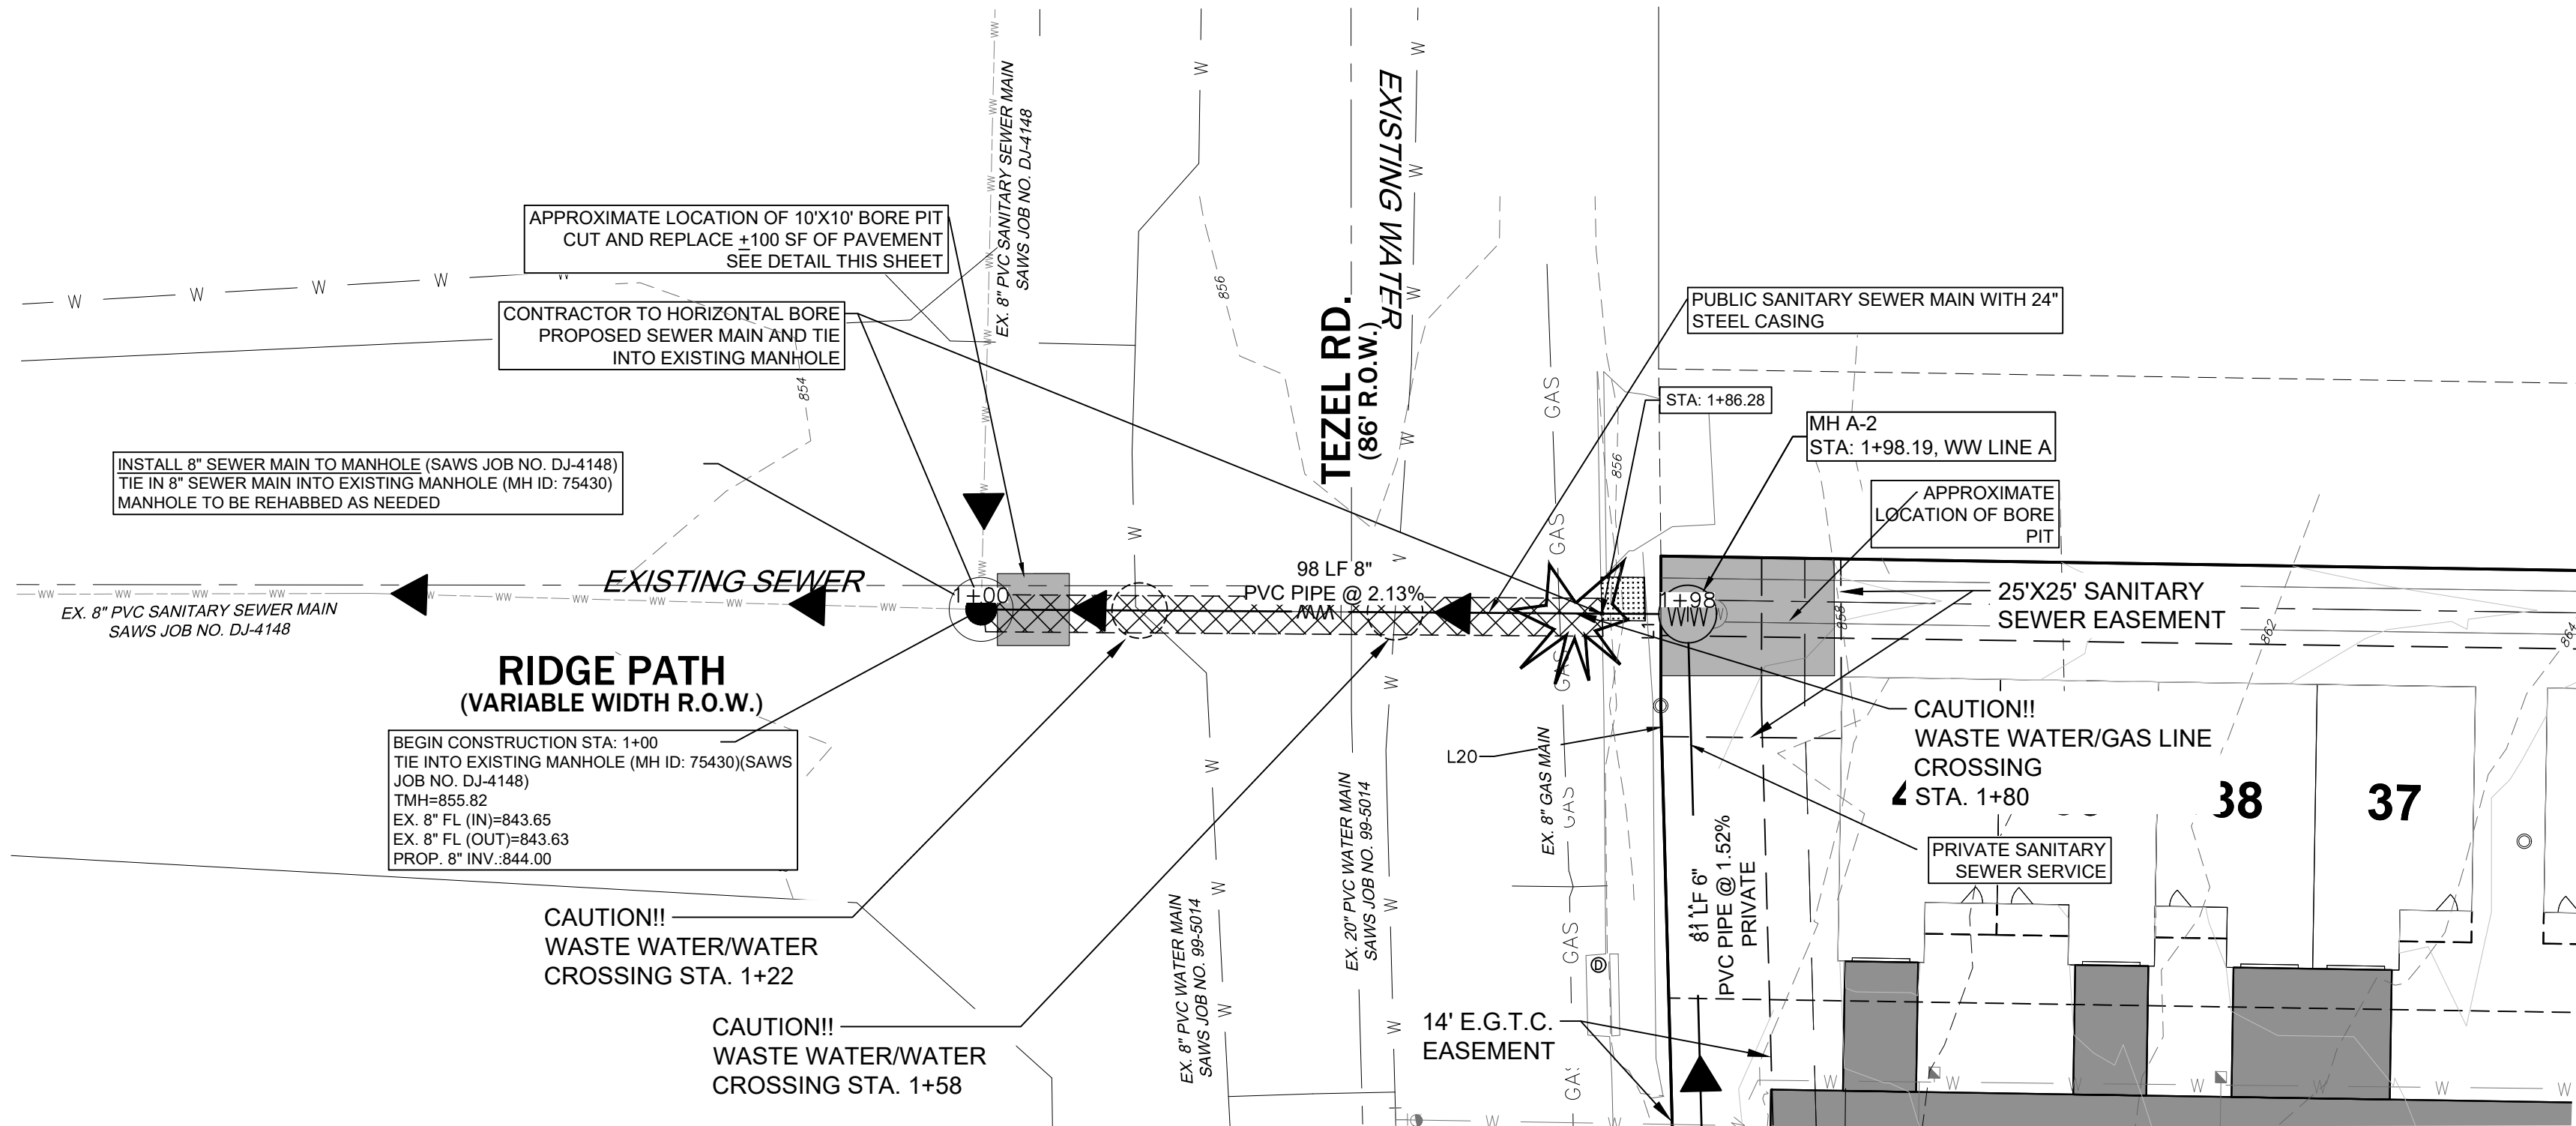 EX. 8" PVC SANITARY SEWER MAIN
SAWS JOB NO. DJ-4148
EXISTING WATER
TEZEL RD.
(86' R.O.W.)
APPROXIMATE LOCATION OF 10'X10' BORE PIT
CUT AND REPLACE ±100 SF OF PAVEMENT
SEE DETAIL THIS SHEET
CONTRACTOR TO HORIZONTAL BORE
PROPOSED SEWER MAIN AND TIE
INTO EXISTING MANHOLE
PUBLIC SANITARY SEWER MAIN WITH 24"
STEEL CASING
STA: 1+86.28
MH A-2
STA: 1+98.19, WW LINE A
APPROXIMATE
LOCATION OF BORE
PIT
INSTALL 8" SEWER MAIN TO MANHOLE (SAWS JOB NO. DJ-4148)
TIE IN 8" SEWER MAIN INTO EXISTING MANHOLE (MH ID: 75430)
MANHOLE TO BE REHABBED AS NEEDED
854
856
856
858
862
864
EXISTING SEWER
EX. 8" PVC SANITARY SEWER MAIN
SAWS JOB NO. DJ-4148
1+00
98 LF 8"
PVC PIPE @ 2.13%
1+98
WW
25'X25' SANITARY
SEWER EASEMENT
RIDGE PATH
(VARIABLE WIDTH R.O.W.)
BEGIN CONSTRUCTION STA: 1+00
TIE INTO EXISTING MANHOLE (MH ID: 75430)(SAWS
JOB NO. DJ-4148)
TMH=855.82
EX. 8" FL (IN)=843.65
EX. 8" FL (OUT)=843.63
PROP. 8" INV.:844.00
CAUTION!!
WASTE WATER/GAS LINE
CROSSING
STA. 1+80
38
37
L20
EX. 8" GAS MAIN
GAS
GAS
GAS
GAS
GAS
GAS
PRIVATE SANITARY
SEWER SERVICE
81 LF 6"
PVC PIPE @ 1.52%
PRIVATE
EX. 8" PVC WATER MAIN
SAWS JOB NO. 99-5014
EX. 20" PVC WATER MAIN
SAWS JOB NO. 99-5014
CAUTION!!
WASTE WATER/WATER
CROSSING STA. 1+22
CAUTION!!
WASTE WATER/WATER
CROSSING STA. 1+58
14' E.G.T.C.
EASEMENT
D